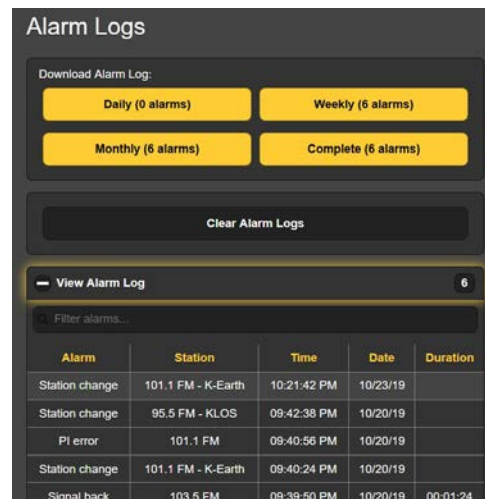 Alarm Logs
Download Alarm Log:
Daily (0 alarms) Weekly (6 alarms)
Monthly (6 alarms) Complete (6 alarms)
Clear Alarm Logs
View Alarm Log 6
Filter alarms...
Alarm Station Time Date Duration
Station change 101.1 FM - K-Earth 10:21:42 PM 10/23/19
Station change 95.5 FM - KLOS 09:42:38 PM 10/20/19
PI error 101.1 FM 09:40:56 PM 10/20/19
Station change 101.1 FM - K-Earth 09:40:24 PM 10/20/19
Signal back 103.5 FM 09:39:50 PM 10/20/19 00:01:24